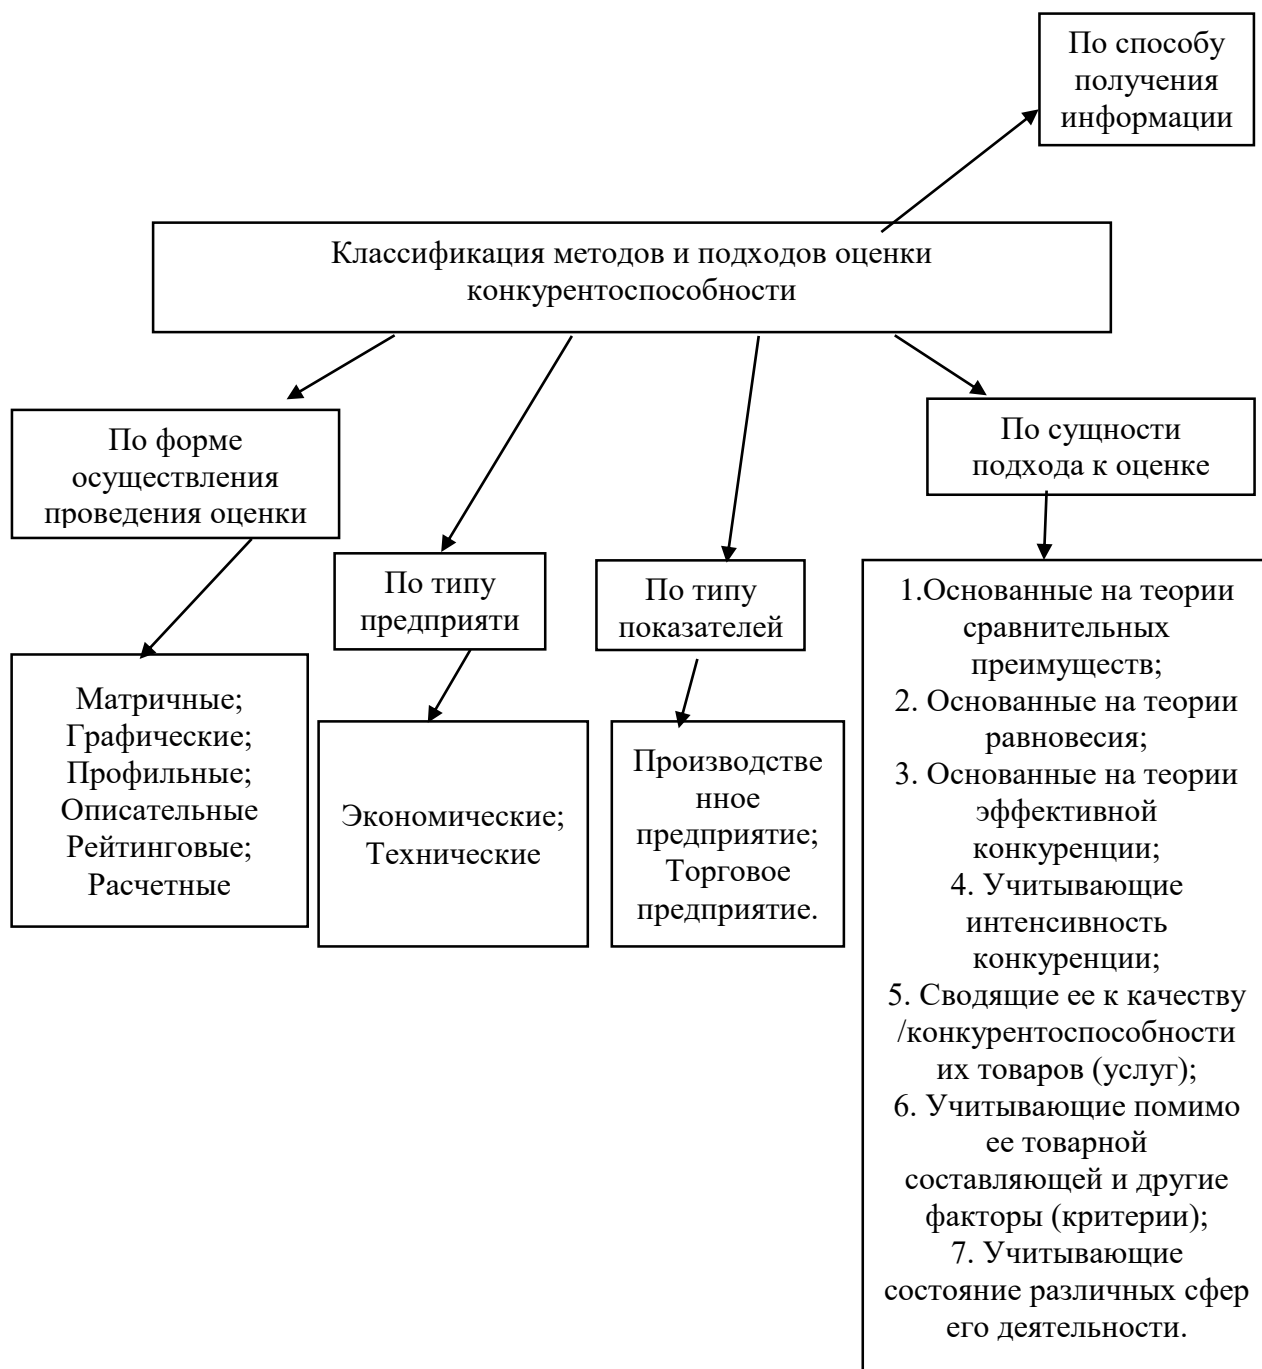 По способу
получения
информации
Классификация методов и подходов оценки
конкурентоспособности
По форме
осуществления
проведения оценки
По типу
предприяти
По типу
показателей
По сущности
подхода к оценке
Матричные;
Графические;
Профильные;
Описательные
Рейтинговые;
Расчетные
Экономические;
Технические
Производстве
нное
предприятие;
Торговое
предприятие.
1.Основанные на теории
сравнительных
преимуществ;
2. Основанные на теории
равновесия;
3. Основанные на теории
эффективной
конкуренции;
4. Учитывающие
интенсивность
конкуренции;
5. Сводящие ее к качеству
/конкурентоспособности
их товаров (услуг);
6. Учитывающие помимо
ее товарной
составляющей и другие
факторы (критерии);
7. Учитывающие
состояние различных сфер
его деятельности.